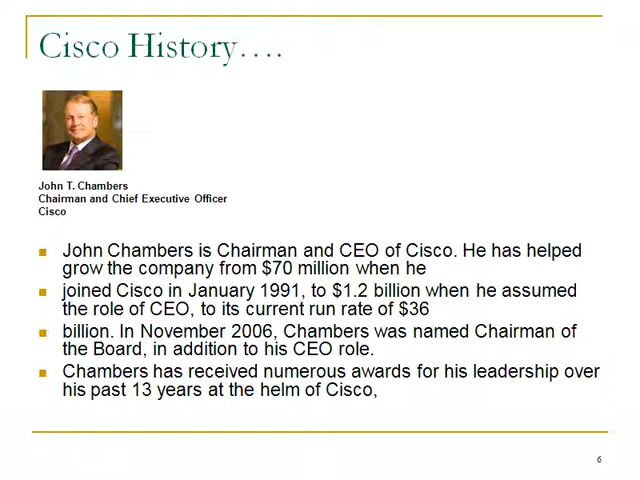 Cisco History….
John T. Chambers
Chairman and Chief Executive Officer
Cisco
John Chambers is Chairman and CEO of Cisco. He has helped
grow the company from $70 million when he
joined Cisco in January 1991, to $1.2 billion when he assumed
the role of CEO, to its current run rate of $36
billion. In November 2006, Chambers was named Chairman of
the Board, in addition to his CEO role.
Chambers has received numerous awards for his leadership over
his past 13 years at the helm of Cisco,
6